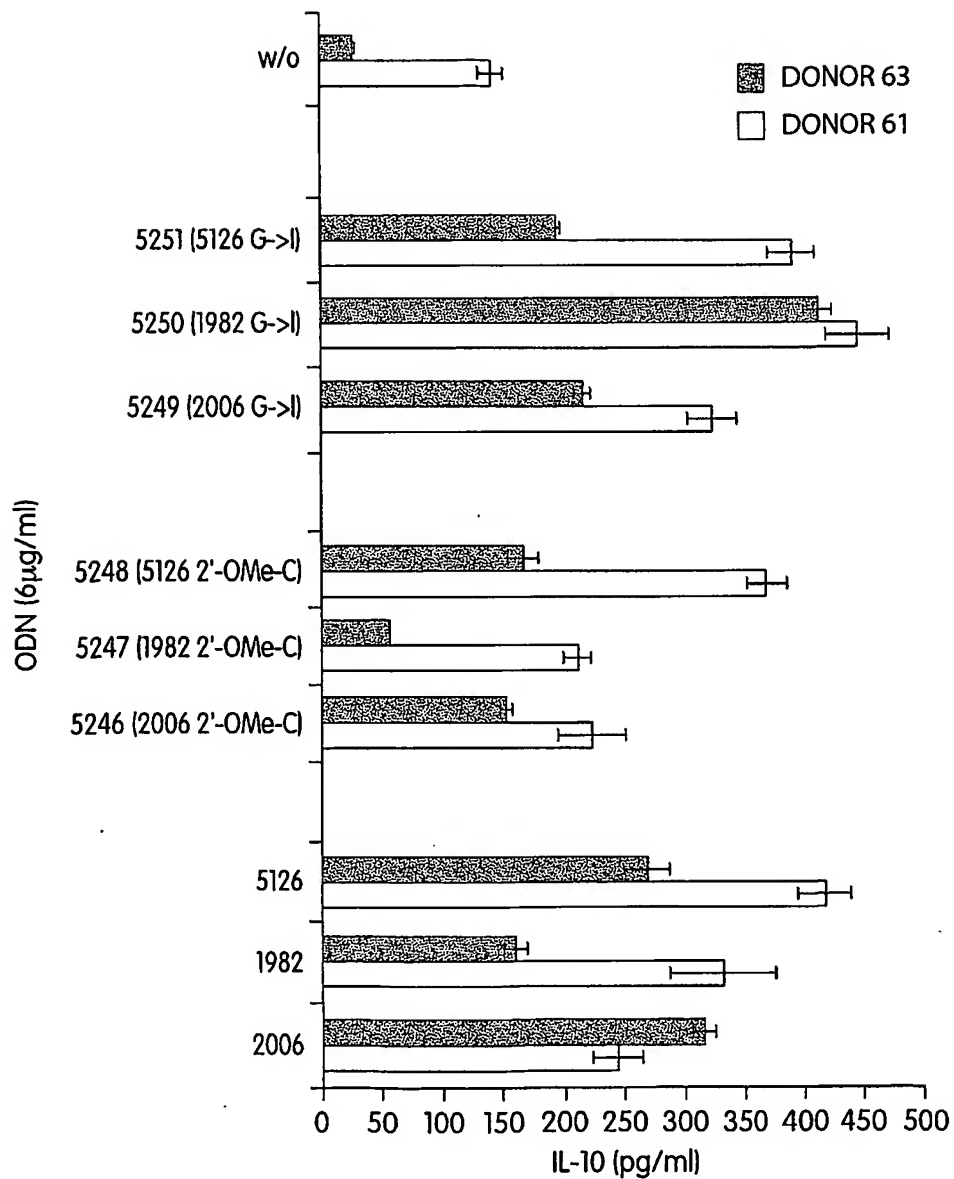 w/o
DONOR 63
DONOR 61
5251 (5126 G->I)
5250 (1982 G->I)
5249 (2006 G->I)
5248 (5126 2'-OMe-C)
5247 (1982 2'-OMe-C)
5246 (2006 2'-OMe-C)
5126
1982
2006
ODN (6µg/ml)
0 50 100 150 200 250 300 350 400 450 500
IL-10 (pg/ml)